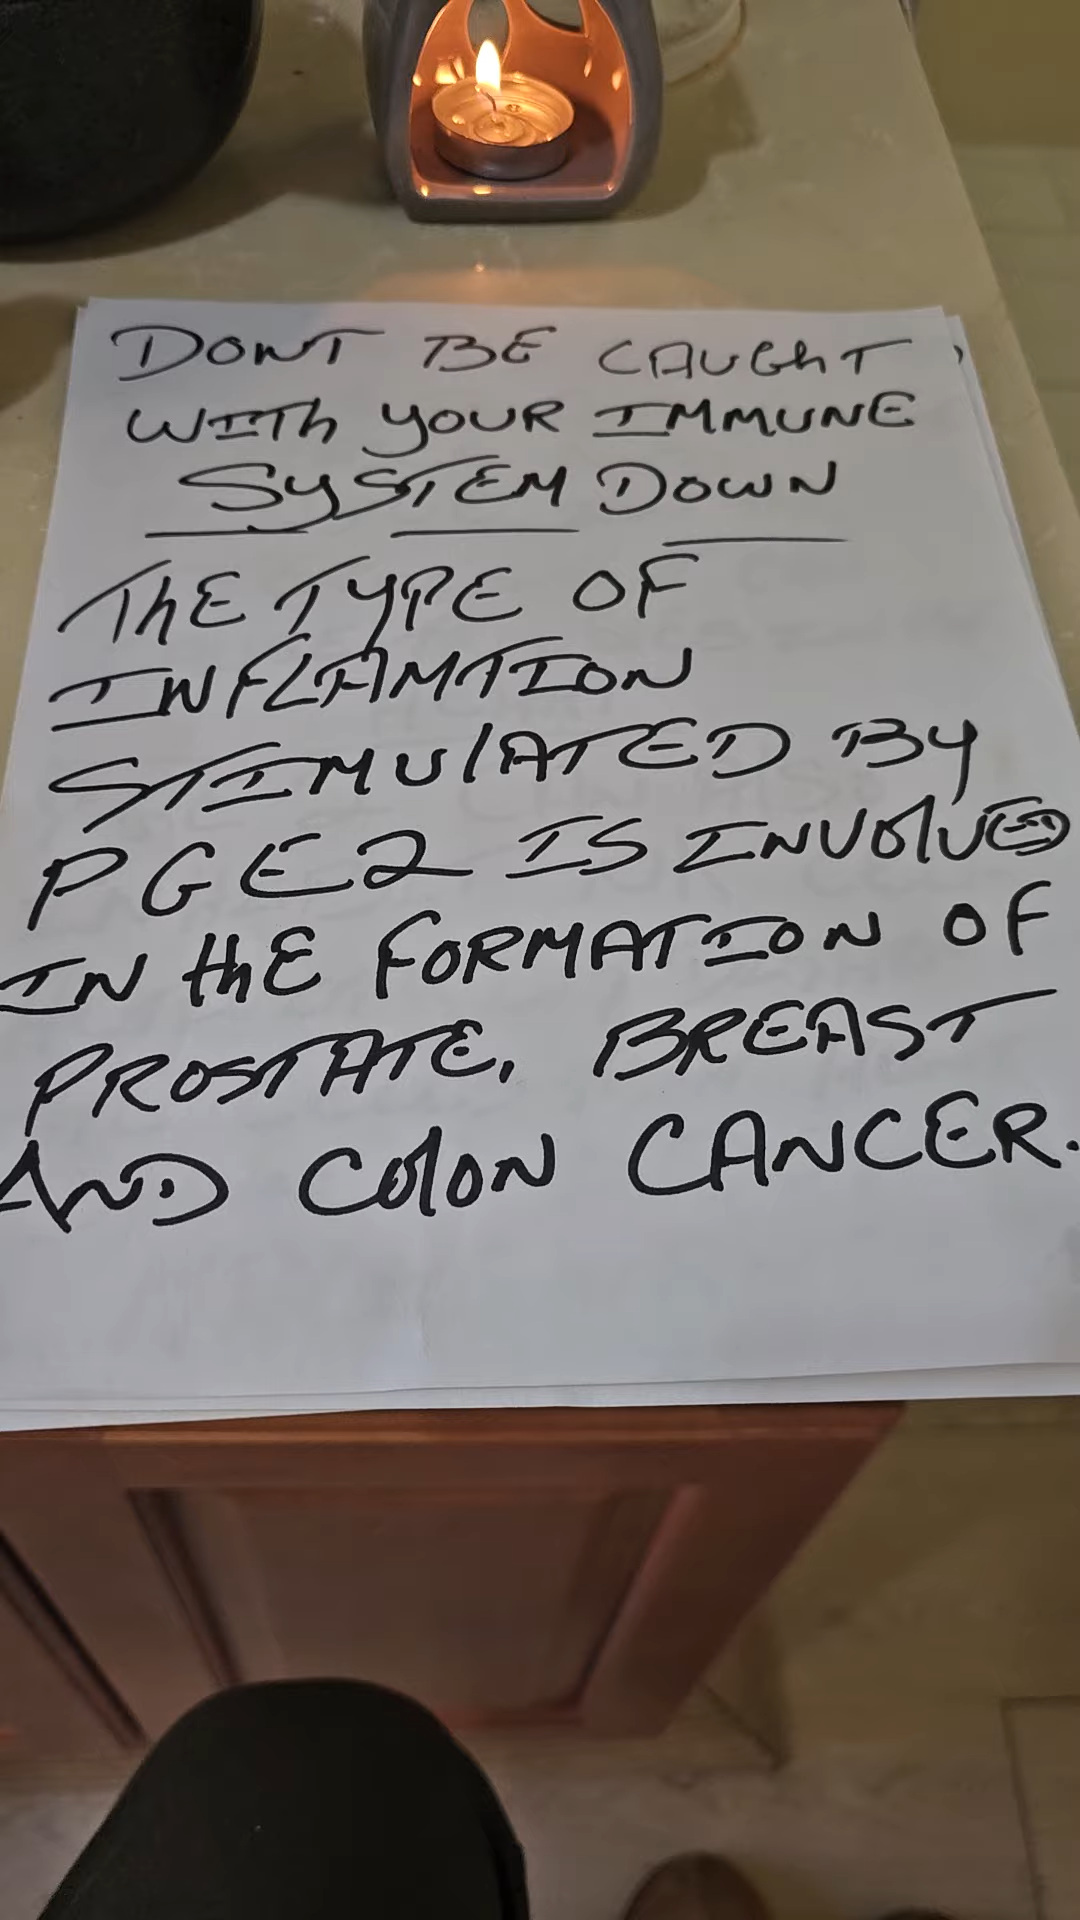 DONT BE CAUGhT
WITh YOUR IMMUNE
SYSTEM DOWN
ThE TYPE OF
INFLAMTION
STIMULATED BY
PGE2 IS INVOLVED
IN thE FORMATION OF
PROSTATE, BREAST
AND COLON CANCER.